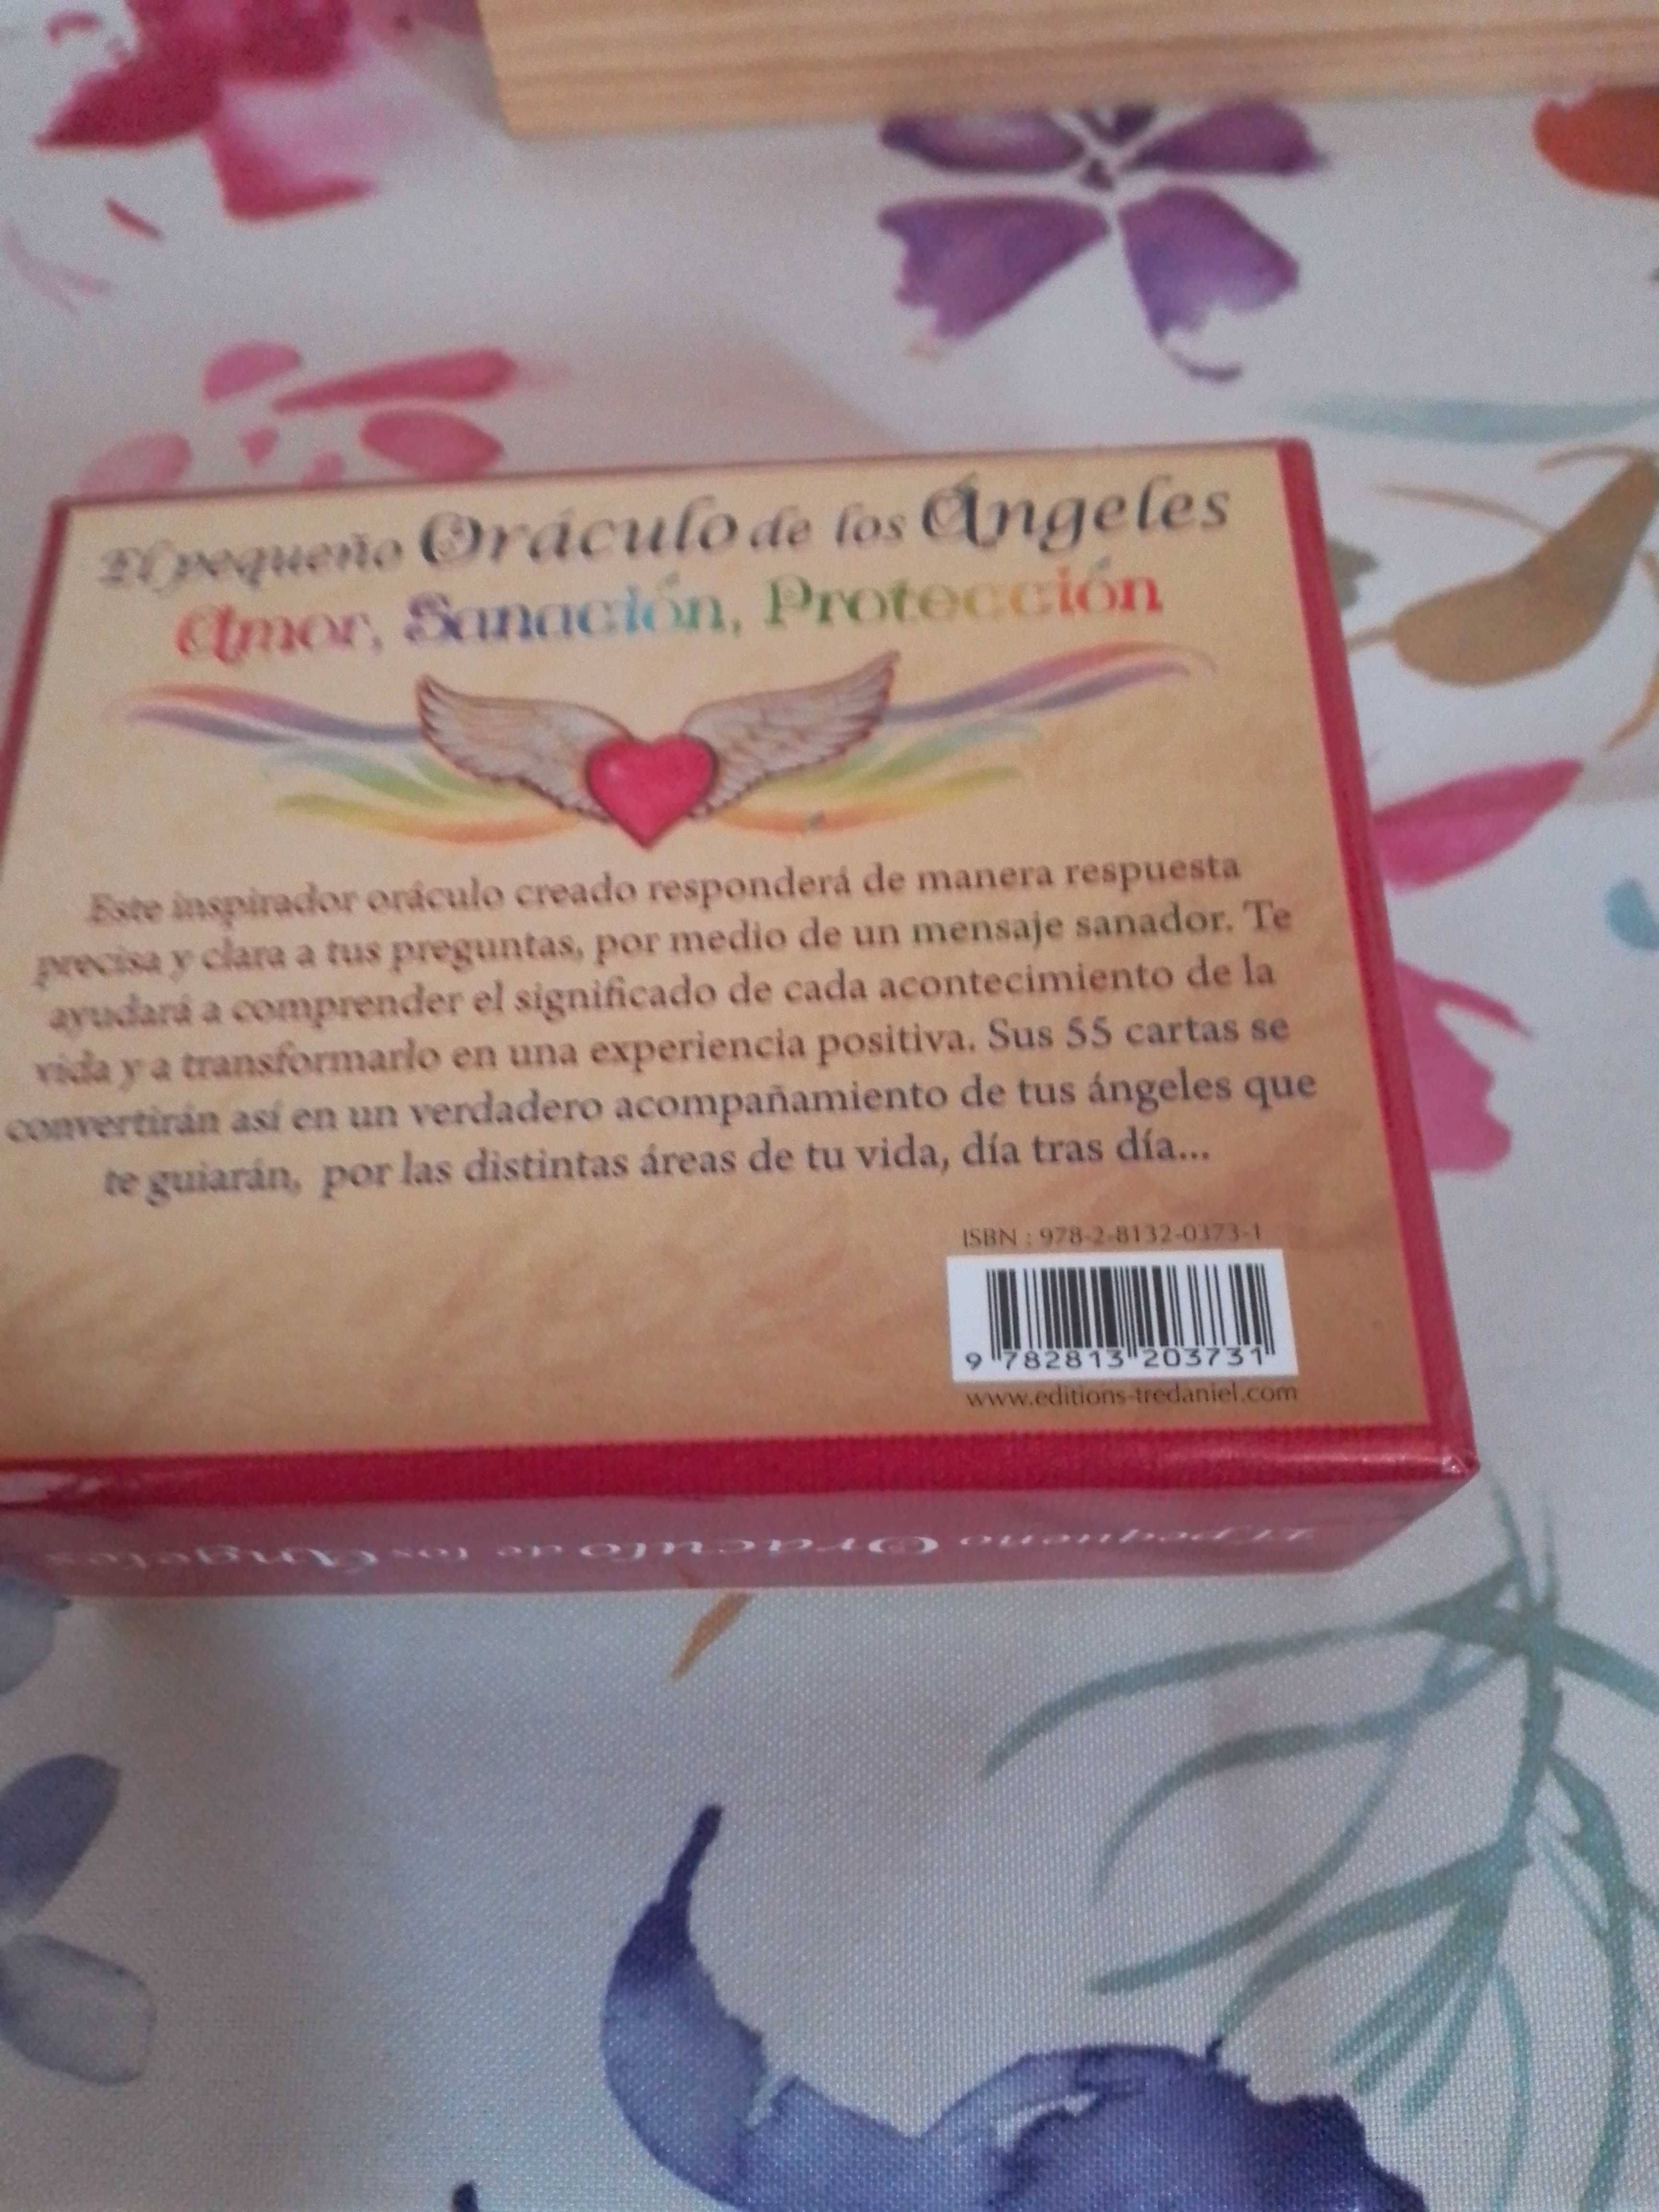 El pequeño Oráculo de los Ángeles
Amor, Sanación, Protección
Este inspirador oráculo creado responderá de manera respuesta
precisa y clara a tus preguntas, por medio de un mensaje sanador. Te
ayudará a comprender el significado de cada acontecimiento de la
vida y a transformarlo en una experiencia positiva. Sus 55 cartas se
convertirán así en un verdadero acompañamiento de tus ángeles que
te guiarán, por las distintas áreas de tu vida, día tras día...
ISBN : 978-2-8132-0373-1
9 782813 203731
www.editions-tredaniel.com
El pequeño Oráculo de los Ángeles